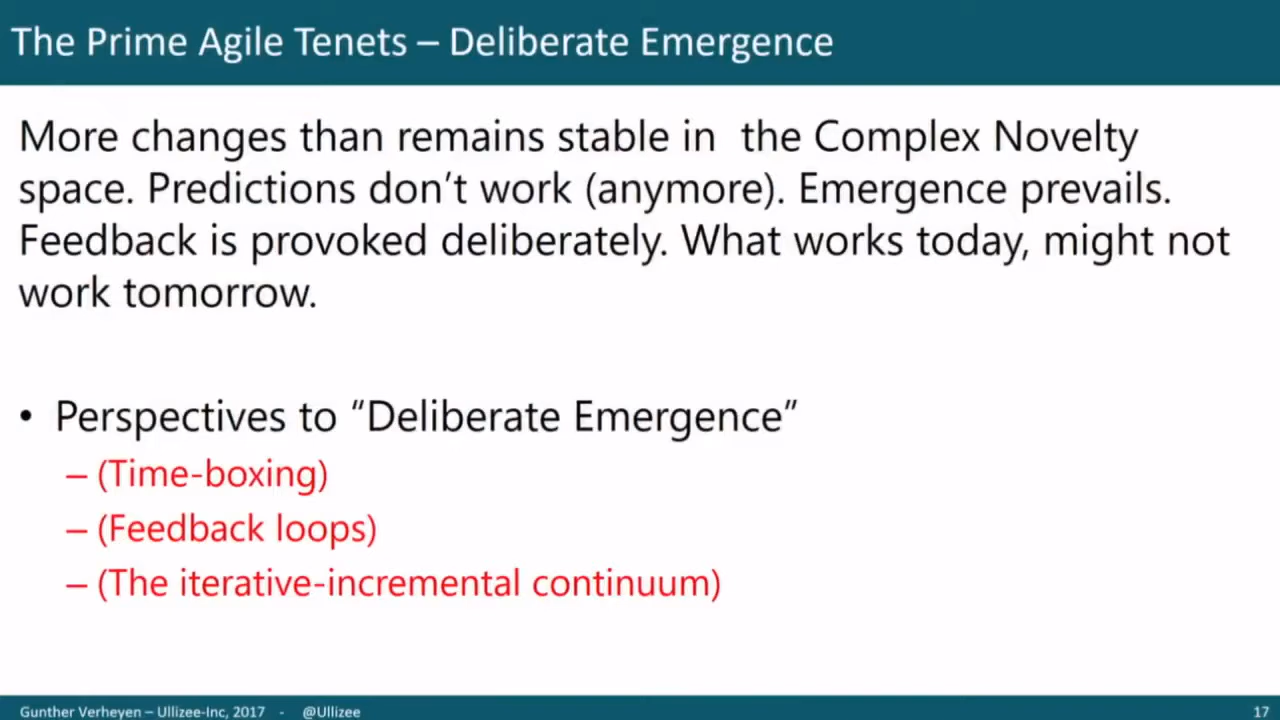 The Prime Agile Tenets – Deliberate Emergence
More changes than remains stable in  the Complex Novelty
space. Predictions don’t work (anymore). Emergence prevails.
Feedback is provoked deliberately. What works today, might not
work tomorrow.
• Perspectives to “Deliberate Emergence”
– (Time-boxing)
– (Feedback loops)
– (The iterative-incremental continuum)
Gunther Verheyen – Ullizee-Inc, 2017 - @Ullizee 17